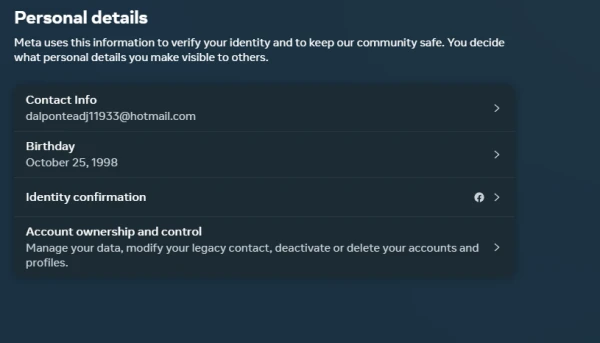 Personal details
Meta uses this information to verify your identity and to keep our community safe. You decide
what personal details you make visible to others.
Contact Info
dalponteadj11933@hotmail.com
Birthday
October 25, 1998
Identity confirmation
Account ownership and control
Manage your data, modify your legacy contact, deactivate or delete your accounts and
profiles.